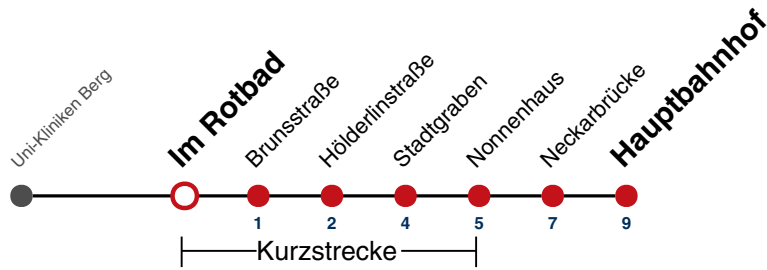 Uni-Kliniken Berg
Im Rotbad
Brunsstraße
Hölderlinstraße
Stadtgraben
Nonnenhaus
Neckarbrücke
Hauptbahnhof
1 2 4 5 7 9
Kurzstrecke